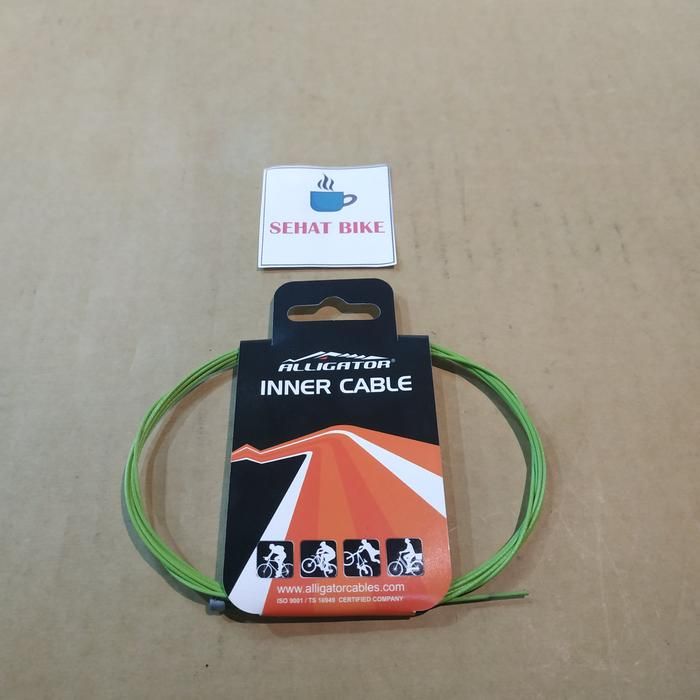 SEHAT BIKE
ALLIGATOR®
INNER CABLE
www.alligatorcables.com
ISO 9001 / TS 16949 CERTIFIED COMPANY